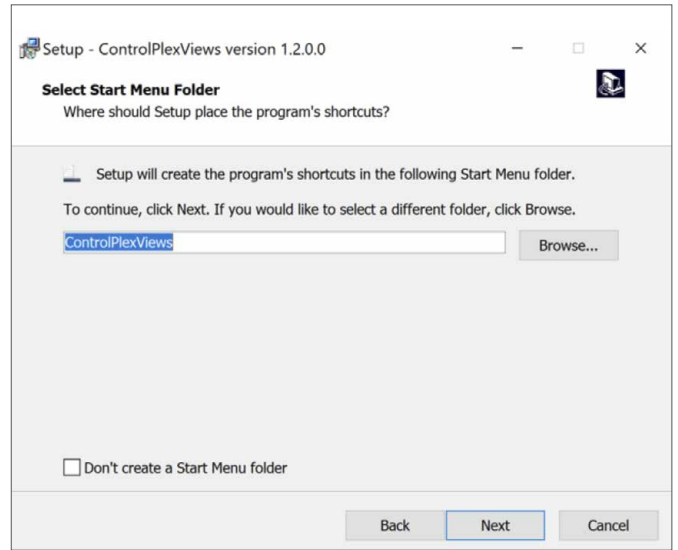 Setup - ControlPlexViews version 1.2.0.0
Select Start Menu Folder
Where should Setup place the program's shortcuts?
Setup will create the program's shortcuts in the following Start Menu folder.
To continue, click Next. If you would like to select a different folder, click Browse.
ControlPlexViews
Browse...
Don't create a Start Menu folder
Back
Next
Cancel